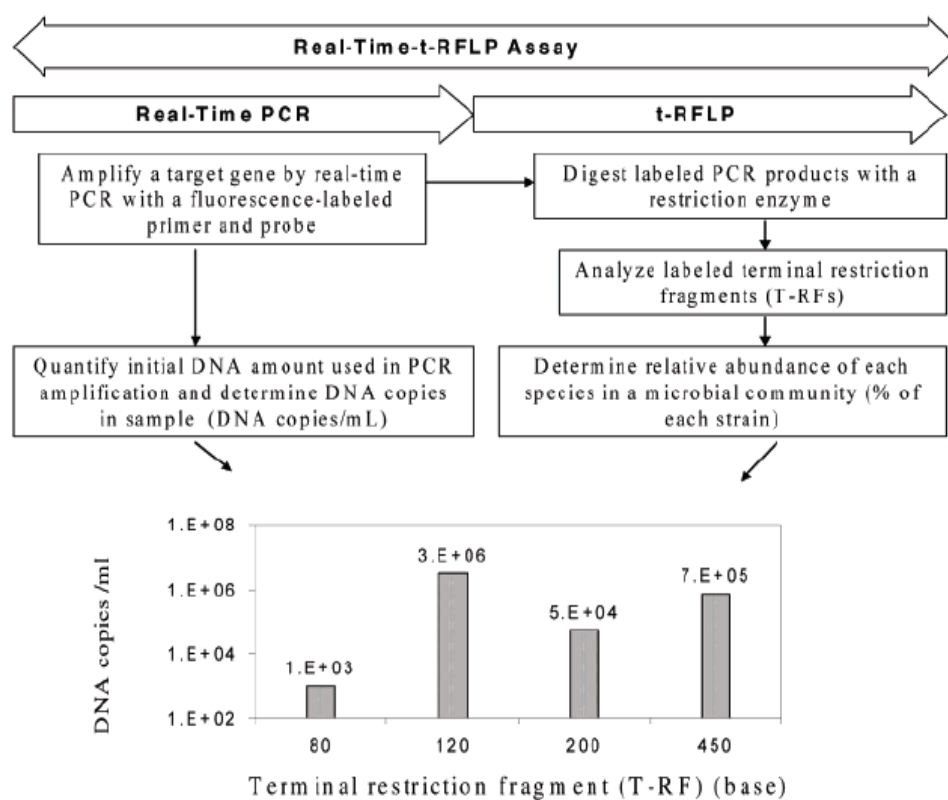 Real-Time-t-RFLP Assay
Real-Time PCR
t-RFLP
Amplify a target gene by real-time
PCR with a fluorescence-labeled
primer and probe
Digest labeled PCR products with a
restriction enzyme
Analyze labeled terminal restriction
fragments (T-RFs)
Quantify initial DNA amount used in PCR
amplification and determine DNA copies
in sample (DNA copies/mL)
Determine relative abundance of each
species in a microbial community (% of
each strain)
DNA copies /ml
1.E+08
1.E+06
1.E+04
1.E+02
1.E+03
3.E+06
5.E+04
7.E+05
80
120
200
450
Terminal restriction fragment (T-RF) (base)